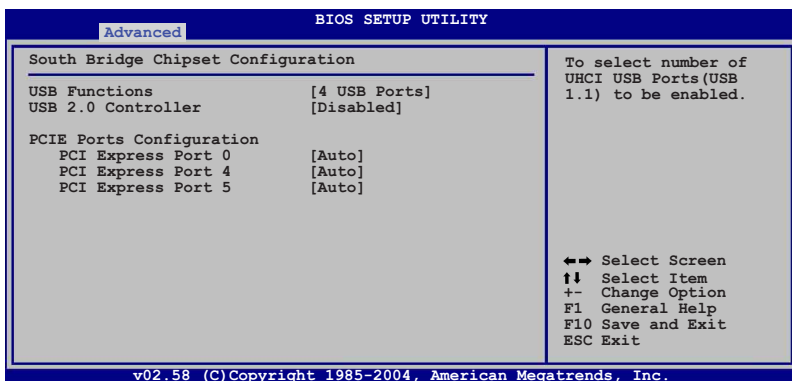 BIOS SETUP UTILITY
Advanced
South Bridge Chipset Configuration
USB Functions [4 USB Ports]
USB 2.0 Controller [Disabled]
PCIE Ports Configuration
PCI Express Port 0 [Auto]
PCI Express Port 4 [Auto]
PCI Express Port 5 [Auto]
To select number of
UHCI USB Ports(USB
1.1) to be enabled.
←→ Select Screen
↑↓ Select Item
+- Change Option
F1 General Help
F10 Save and Exit
ESC Exit
v02.58 (C)Copyright 1985-2004, American Megatrends, Inc.